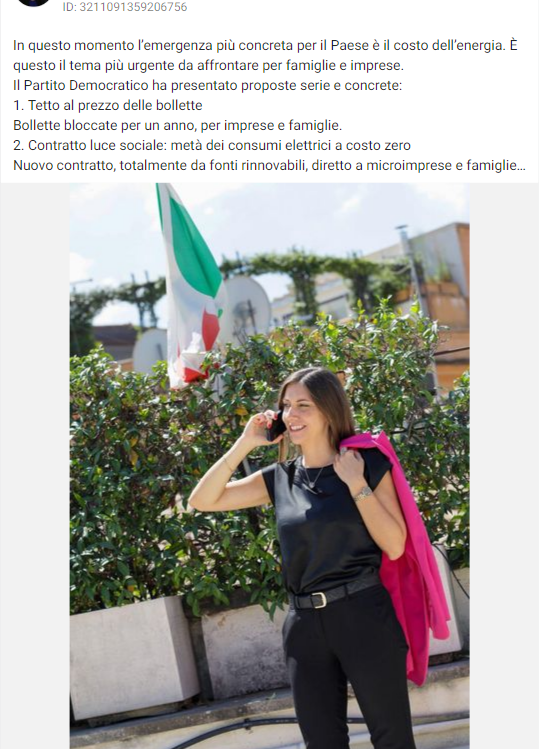 ID: 3211091359206756
In questo momento l’emergenza più concreta per il Paese è il costo dell’energia. È
questo il tema più urgente da affrontare per famiglie e imprese.
Il Partito Democratico ha presentato proposte serie e concrete:
1. Tetto al prezzo delle bollette
Bollette bloccate per un anno, per imprese e famiglie.
2. Contratto luce sociale: metà dei consumi elettrici a costo zero
Nuovo contratto, totalmente da fonti rinnovabili, diretto a microimprese e famiglie...